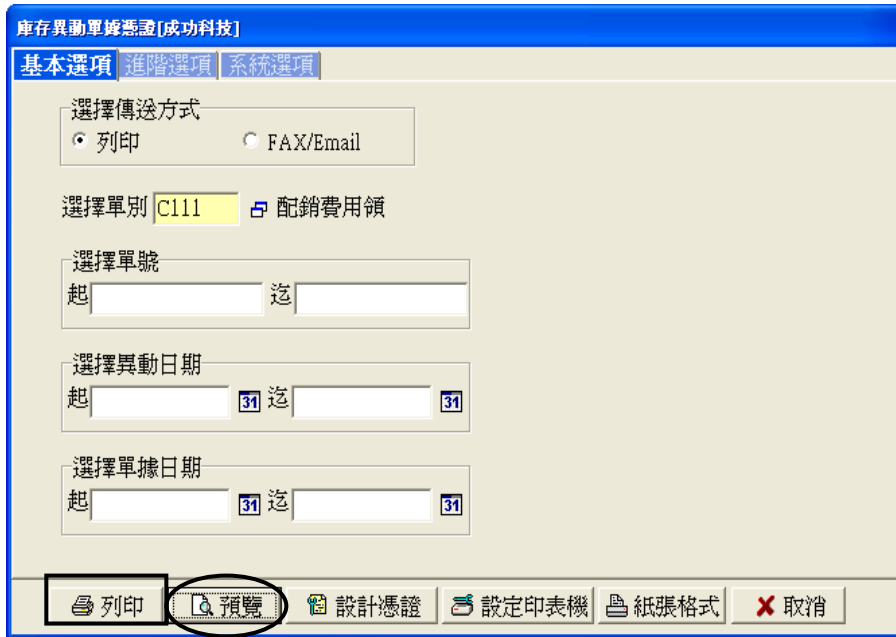 庫存異動單據憑證[成功科技]
基本選項 進階選項 系統選項
選擇傳送方式
列印 FAX/Email
選擇單別 C111 配銷費用領
選擇單號
起 迄
選擇異動日期
起 31 迄 31
選擇單據日期
起 31 迄 31
列印 預覽 設計憑證 設定印表機 紙張格式 取消